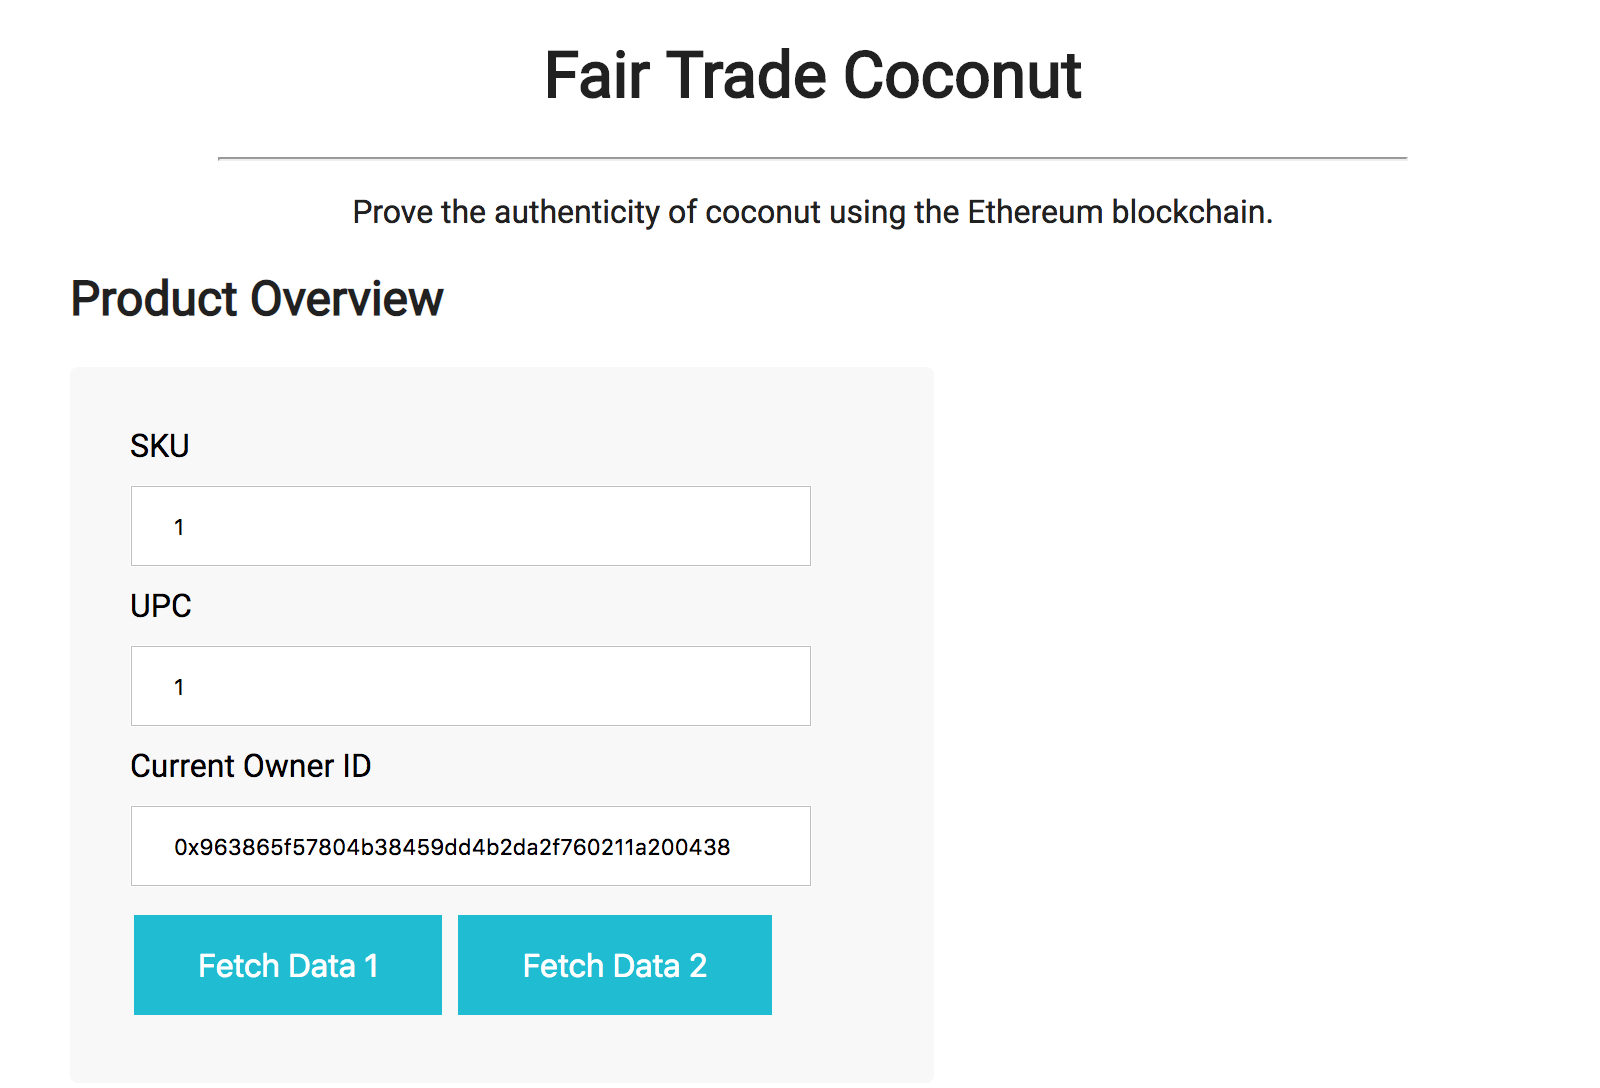 Fair Trade Coconut
Prove the authenticity of coconut using the Ethereum blockchain.
Product Overview
SKU
1
UPC
1
Current Owner ID
0x963865f57804b38459dd4b2da2f760211a200438
Fetch Data 1 Fetch Data 2